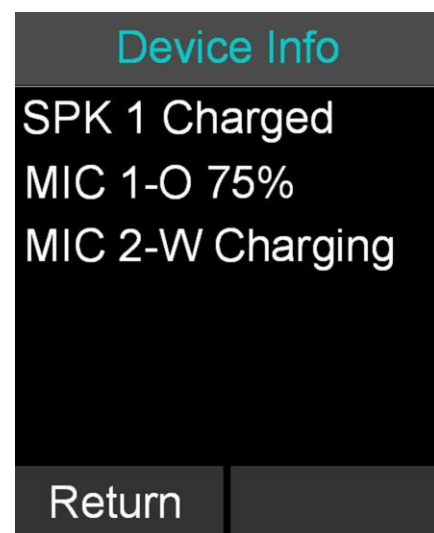 Device Info
SPK 1 Charged
MIC 1-O 75%
MIC 2-W Charging
Return